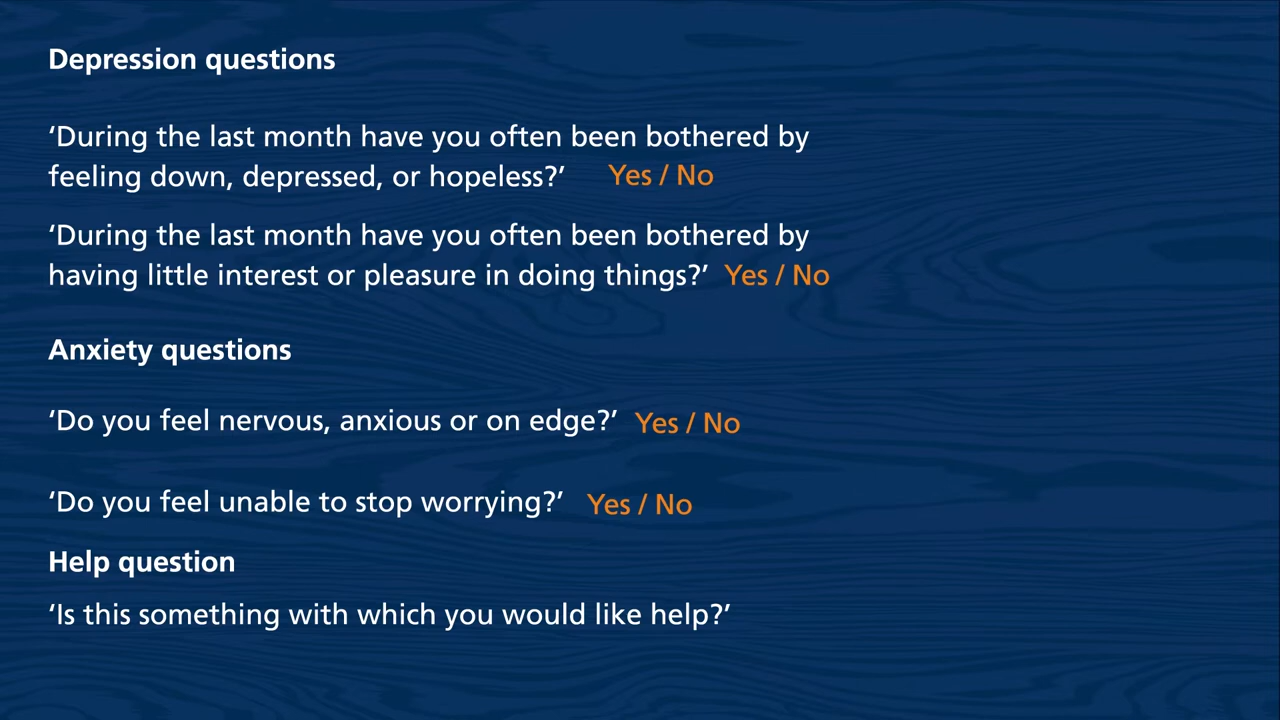 Depression questions
‘During the last month have you often been bothered by
feeling down, depressed, or hopeless?’ Yes / No
‘During the last month have you often been bothered by
having little interest or pleasure in doing things?’ Yes / No
Anxiety questions
‘Do you feel nervous, anxious or on edge?’ Yes / No
‘Do you feel unable to stop worrying?’ Yes / No
Help question
‘Is this something with which you would like help?’